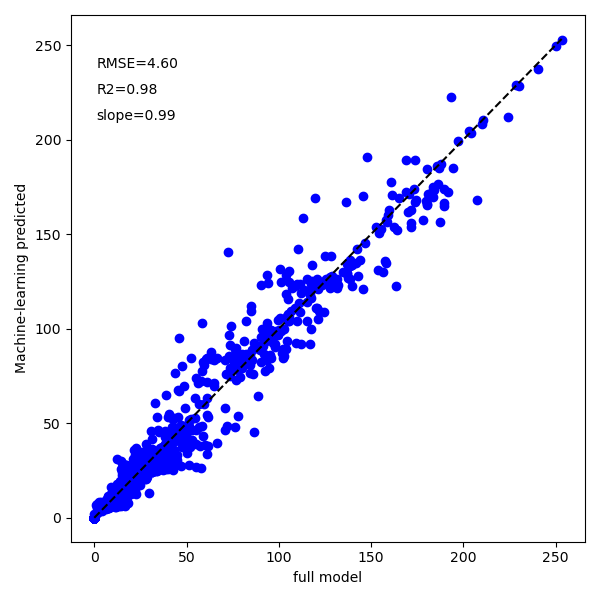 RMSE=4.60
R2=0.98
slope=0.99
Machine-learning predicted
250
200
150
100
50
0
0 50 100 150 200 250
full model